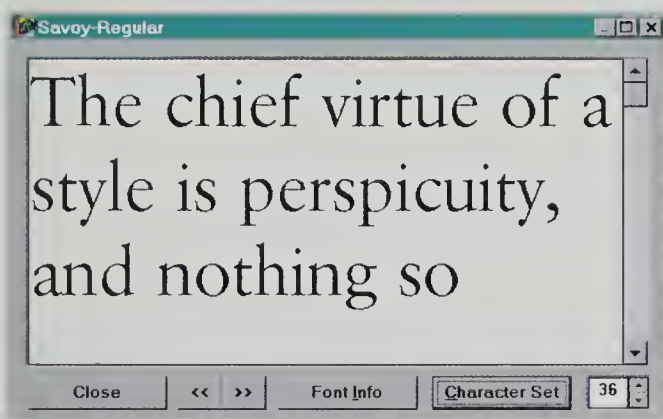 Savoy-Regular
The chief virtue of a
style is perspicuity,
and nothing so
Close << >> Font Info Character Set 36